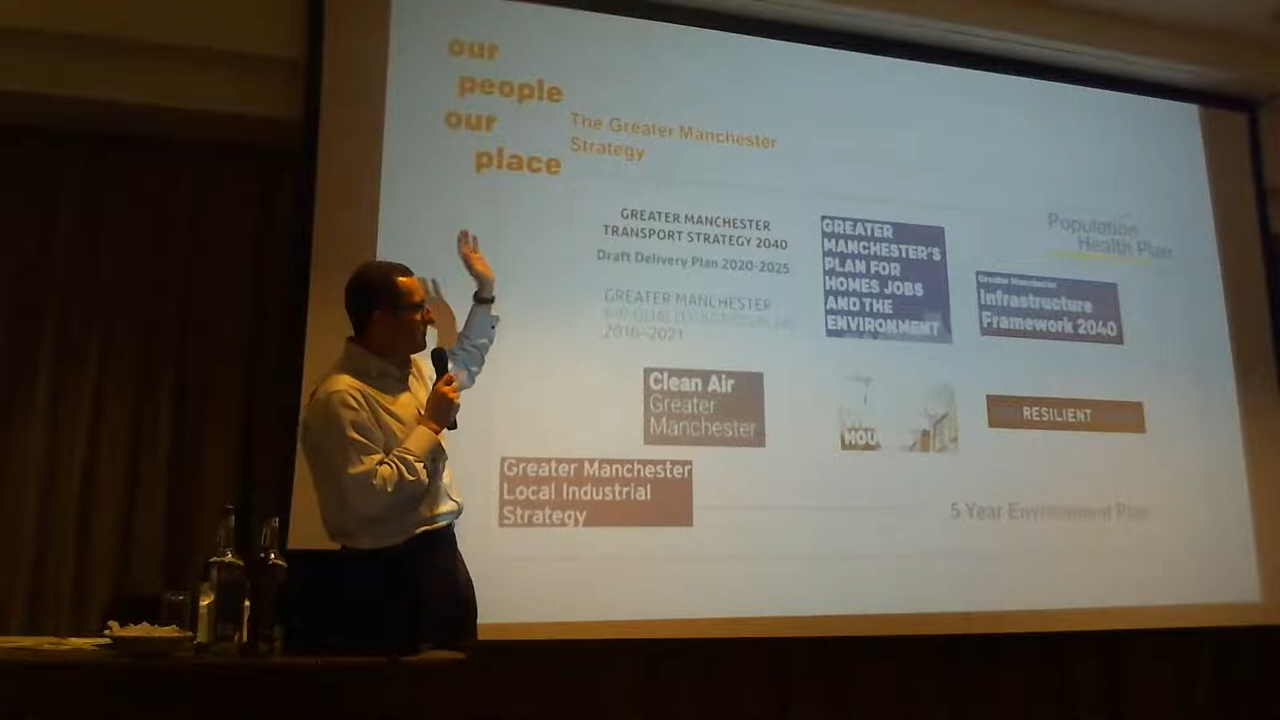 our
people
our
place
The Greater Manchester
Strategy
GREATER MANCHESTER
TRANSPORT STRATEGY 2040
Draft Delivery Plan 2020-2025
GREATER MANCHESTER
2016–2021
GREATER
MANCHESTER'S
PLAN FOR
HOMES JOBS
AND THE
ENVIRONMENT
Population
Health Plan
Greater Manchester
Infrastructure
Framework 2040
Clean Air
Greater
Manchester
HOU
RESILIENT
Greater Manchester
Local Industrial
Strategy
5 Year Environment Plan